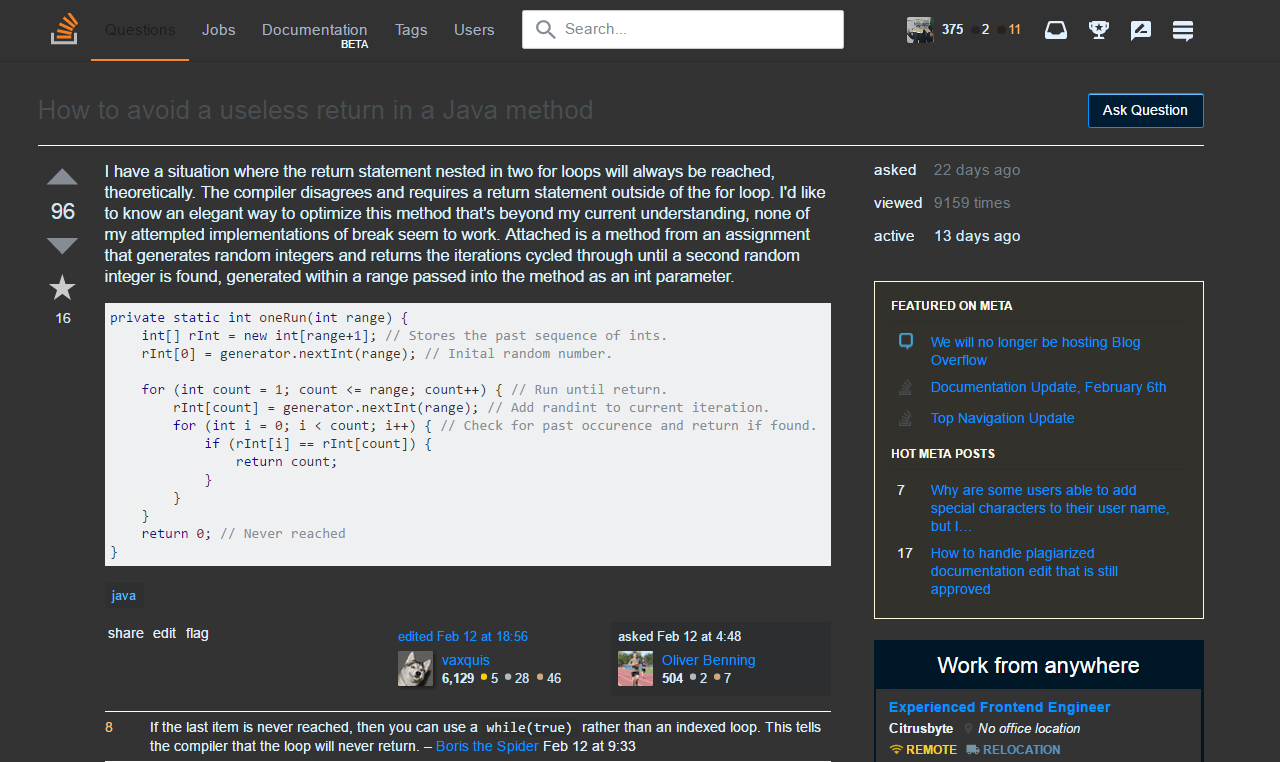 Questions Jobs Documentation Tags Users Search... 375 2 11
BETA
How to avoid a useless return in a Java method
Ask Question
96
16
I have a situation where the return statement nested in two for loops will always be reached,
theoretically. The compiler disagrees and requires a return statement outside of the for loop. I'd like
to know an elegant way to optimize this method that's beyond my current understanding, none of
my attempted implementations of break seem to work. Attached is a method from an assignment
that generates random integers and returns the iterations cycled through until a second random
integer is found, generated within a range passed into the method as an int parameter.
private static int oneRun(int range) {
    int[] rInt = new int[range+1]; // Stores the past sequence of ints.
    rInt[0] = generator.nextInt(range); // Inital random number.
    for (int count = 1; count <= range; count++) { // Run until return.
        rInt[count] = generator.nextInt(range); // Add randint to current iteration.
        for (int i = 0; i < count; i++) { // Check for past occurence and return if found.
            if (rInt[i] == rInt[count]) {
                return count;
            }
        }
    }
    return 0; // Never reached
}
java
share edit flag
edited Feb 12 at 18:56
vaxquis
6,129 5 28 46
asked Feb 12 at 4:48
Oliver Benning
504 2 7
8 If the last item is never reached, then you can use a while(true) rather than an indexed loop. This tells
the compiler that the loop will never return. – Boris the Spider Feb 12 at 9:33
asked 22 days ago
viewed 9159 times
active 13 days ago
FEATURED ON META
We will no longer be hosting Blog
Overflow
Documentation Update, February 6th
Top Navigation Update
HOT META POSTS
7 Why are some users able to add
special characters to their user name,
but I...
17 How to handle plagiarized
documentation edit that is still
approved
Work from anywhere
Experienced Frontend Engineer
Citrusbyte No office location
REMOTE RELOCATION